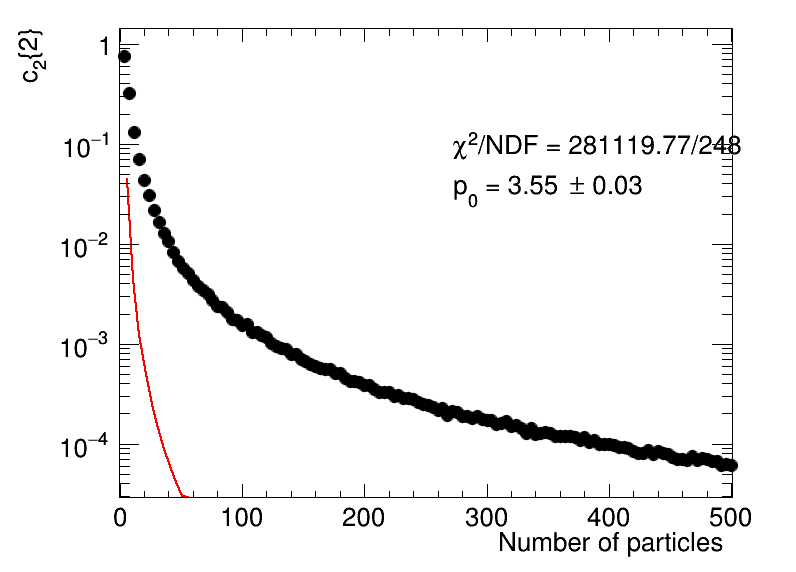 c₂{2}
1
10⁻¹
10⁻²
10⁻³
10⁻⁴
χ²/NDF = 281119.77/248
p₀ = 3.55 ± 0.03
0 100 200 300 400 500
Number of particles